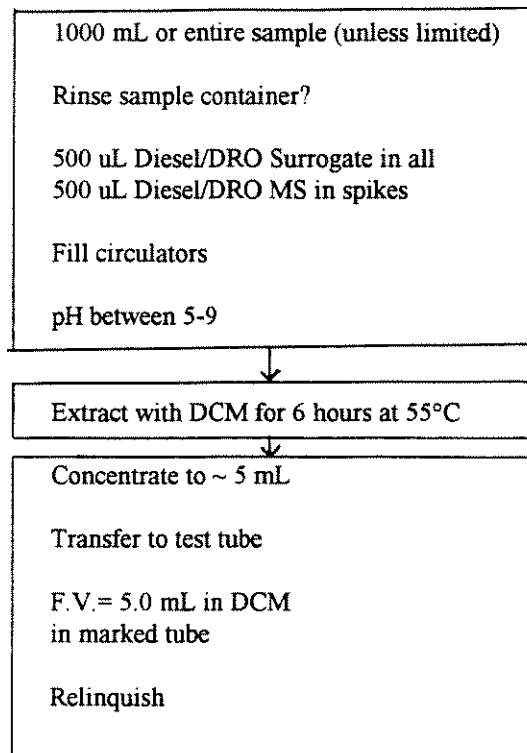 1000 mL or entire sample (unless limited)
Rinse sample container?
500 uL Diesel/DRO Surrogate in all
500 uL Diesel/DRO MS in spikes
Fill circulators
pH between 5-9
Extract with DCM for 6 hours at 55°C
Concentrate to ~ 5 mL
Transfer to test tube
F.V.= 5.0 mL in DCM
in marked tube
Relinquish